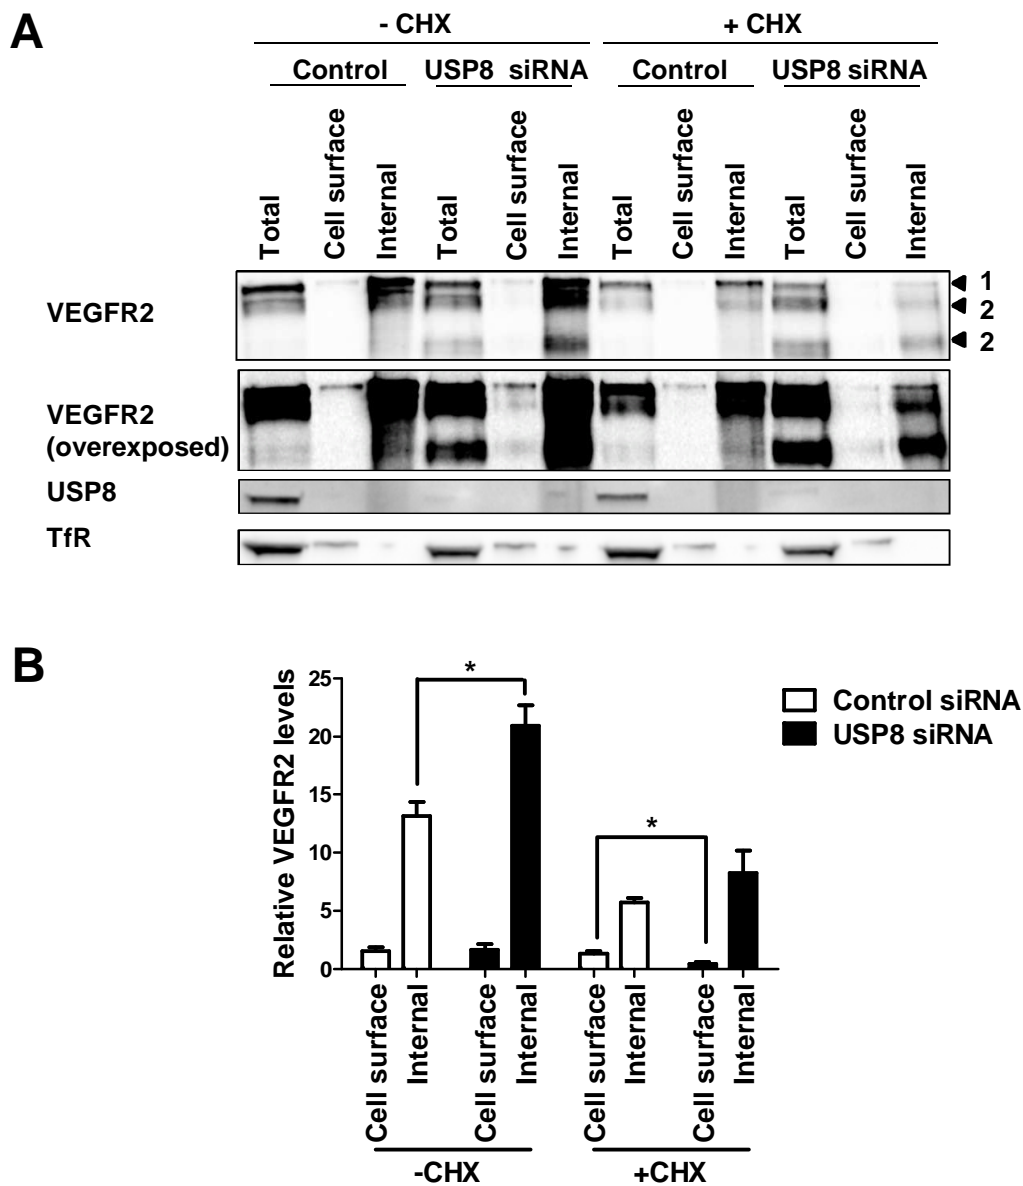 A
- CHX + CHX
Control USP8 siRNA Control USP8 siRNA
Total Cell surface Internal Total Cell surface Internal Total Cell surface Internal Total Cell surface Internal
VEGFR2
1
2
2
VEGFR2
(overexposed)
USP8
TfR
B
Relative VEGFR2 levels
25
20
15
10
5
0
*
*
Control siRNA
USP8 siRNA
Cell surface Internal Cell surface Internal Cell surface Internal Cell surface Internal
-CHX +CHX